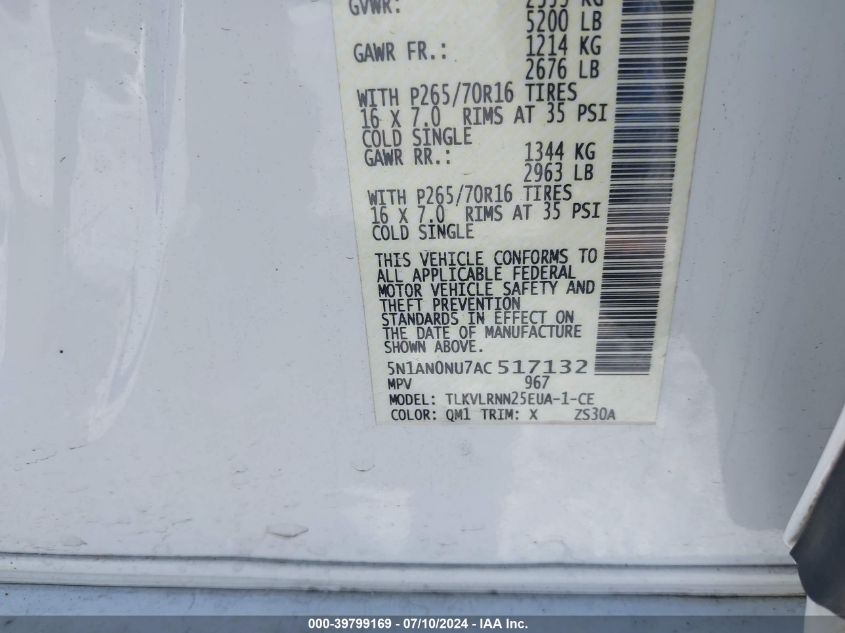 GVWR:
KG
5200 LB
GAWR FR.: 1214 KG
2676 LB
WITH P265/70R16 TIRES
16 X 7.0 RIMS AT 35 PSI
COLD SINGLE
GAWR RR.: 1344 KG
2963 LB
WITH P265/70R16 TIRES
16 X 7.0 RIMS AT 35 PSI
COLD SINGLE
THIS VEHICLE CONFORMS TO
ALL APPLICABLE FEDERAL
MOTOR VEHICLE SAFETY AND
THEFT PREVENTION
STANDARDS IN EFFECT ON
THE DATE OF MANUFACTURE
SHOWN ABOVE.
5N1AN0NU7AC 517132
MPV 967
MODEL: TLKVLRNN25EUA-1-CE
COLOR: QM1 TRIM: X ZS30A
000-39799169 - 07/10/2024 - IAA Inc.